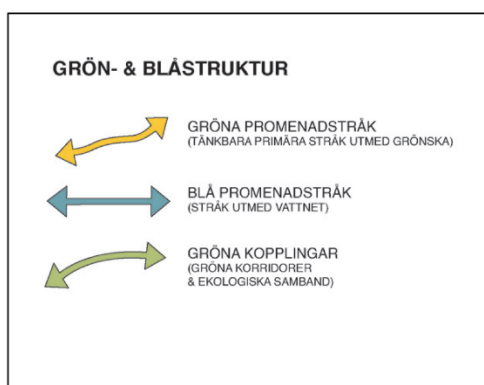 GRÖN- & BLÅSTRUKTUR
GRÖNA PROMENADSTRÅK
(TÄNKBARA PRIMÄRA STRÅK UTMED GRÖNSKA)
BLÅ PROMENADSTRÅK
(STRÅK UTMED VATTNET)
GRÖNA KOPPLINGAR
(GRÖNA KORRIDORER
& EKOLOGISKA SAMBAND)